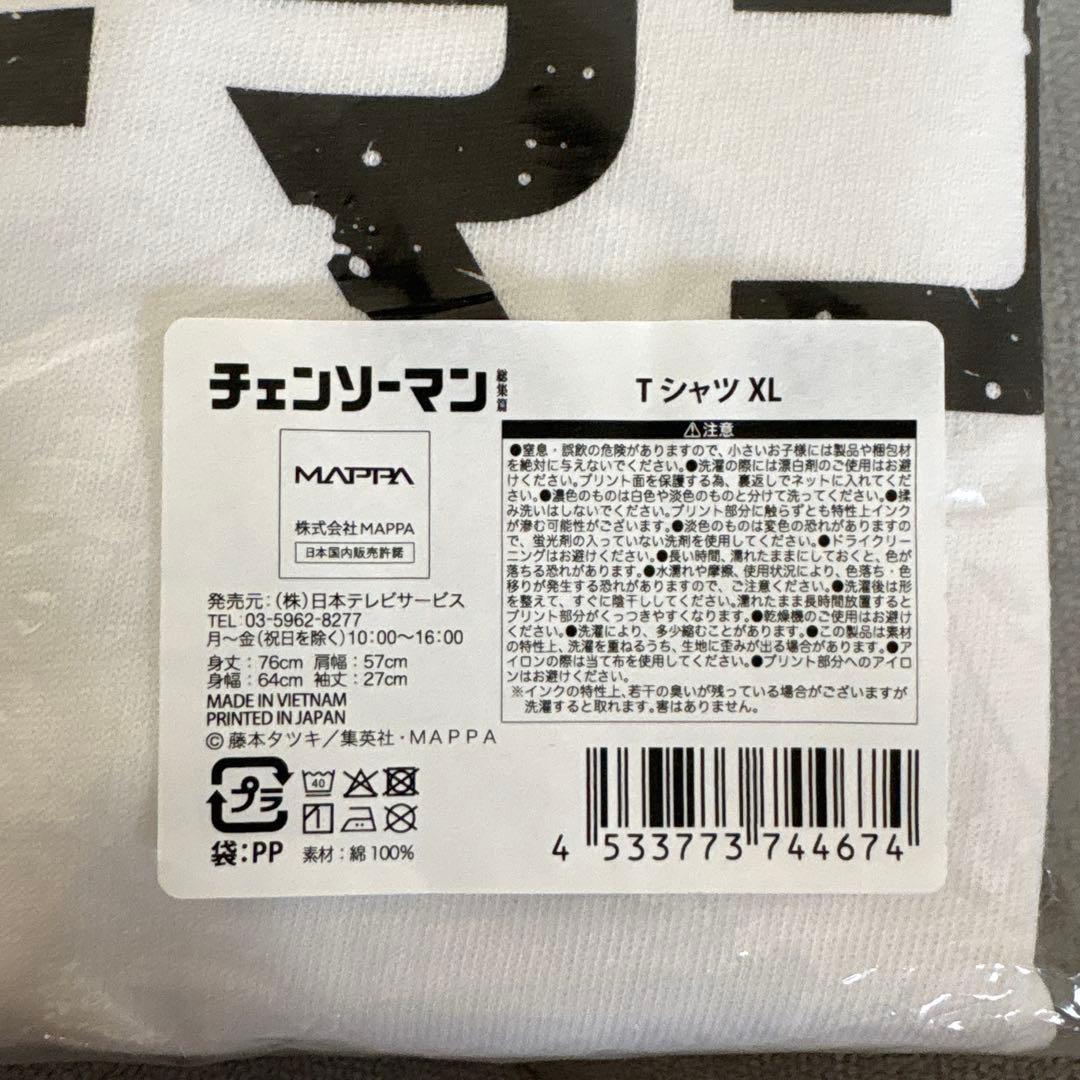 チェンソーマン 総集篇
Tシャツ XL
MAPPA
株式会社MAPPA
日本国内販売許諾
発売元:(株)日本テレビサービス
TEL:03-5962-8277
月〜金(祝日を除く)10:00〜16:00
身丈:76cm 肩幅:57cm
身幅:64cm 袖丈:27cm
MADE IN VIETNAM
PRINTED IN JAPAN
©藤本タツキ/集英社・MAPPA
⚠注意
●窒息・誤飲の危険がありますので、小さいお子様には製品や梱包材
を絶対に与えないでください。●洗濯の際には漂白剤のご使用はお避
けください。プリント面を保護する為、裏返しでネットに入れてくだ
さい。●濃色のものは白色や淡色のものと分けて洗ってください。●揉
み洗いはしないでください。プリント部分に触らずとも特性上インク
が滲む可能性がございます。●淡色のものは変色の恐れがありますの
で、蛍光剤の入っていない洗剤を使用してください。●ドライクリー
ニングはお避けください。●長い時間、濡れたままにしておくと、色が
落ちる恐れがあります。●水濡れや摩擦、使用状況により、色落ち・色
移りが発生する恐れがありますので、ご注意ください。●洗濯後は形
を整えて、すぐに陰干ししてください。濡れたまま長時間放置すると
プリント部分がくっつきやすくなります。●乾燥機のご使用はお避け
ください。●洗濯により、多少縮むことがあります。●この製品は素材
の特性上、洗濯を重ねるうち、生地に歪みが出る場合があります。●ア
イロンの際は当て布を使用してください。●プリント部分へのアイロ
ンはお避けください。
※インクの特性上、若干の臭いが残っている場合がございますが
洗濯すると取れます。害はありません。
プラ
40
袋:PP
素材:綿100%
4 533773 744674